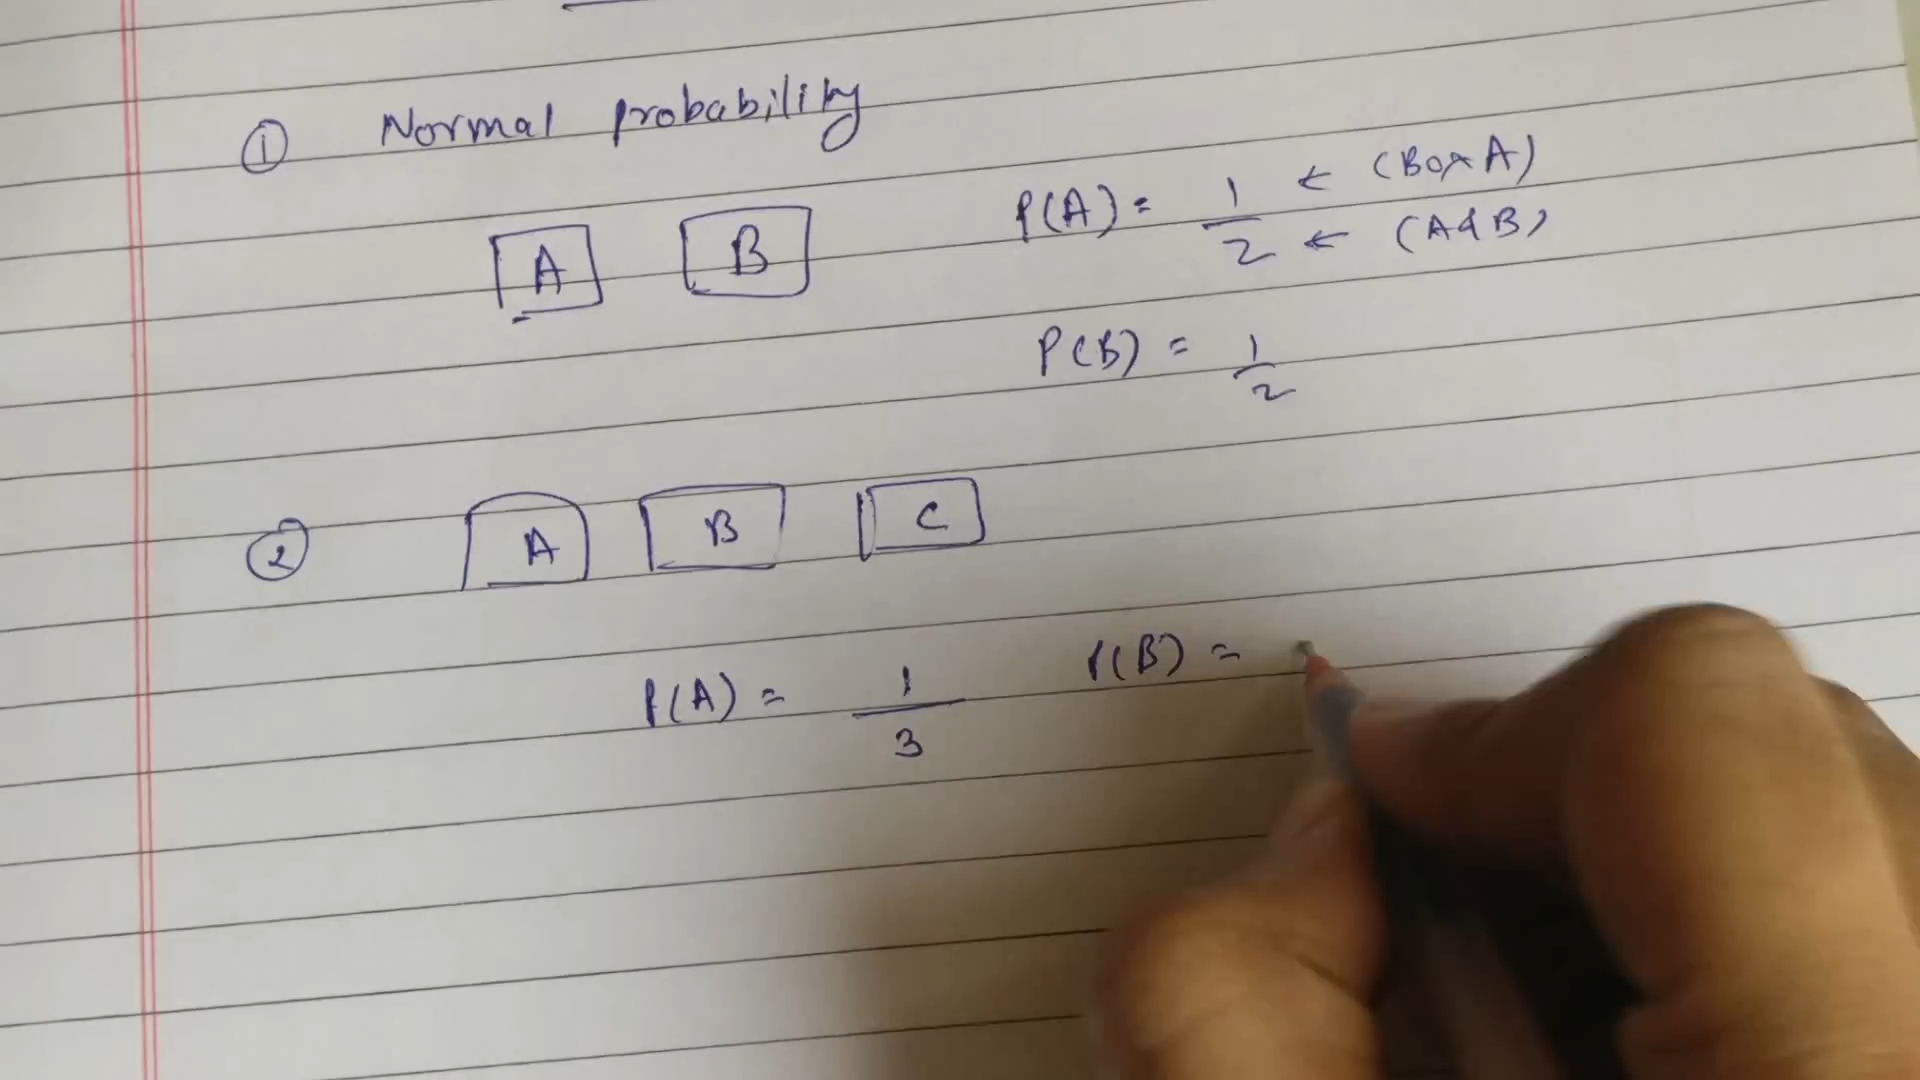 ① Normal probability
A B
P(A) = 1/2 ← (Box A) ← (A & B)
P(B) = 1/2
② A B C
P(A) = 1/3 P(B) =